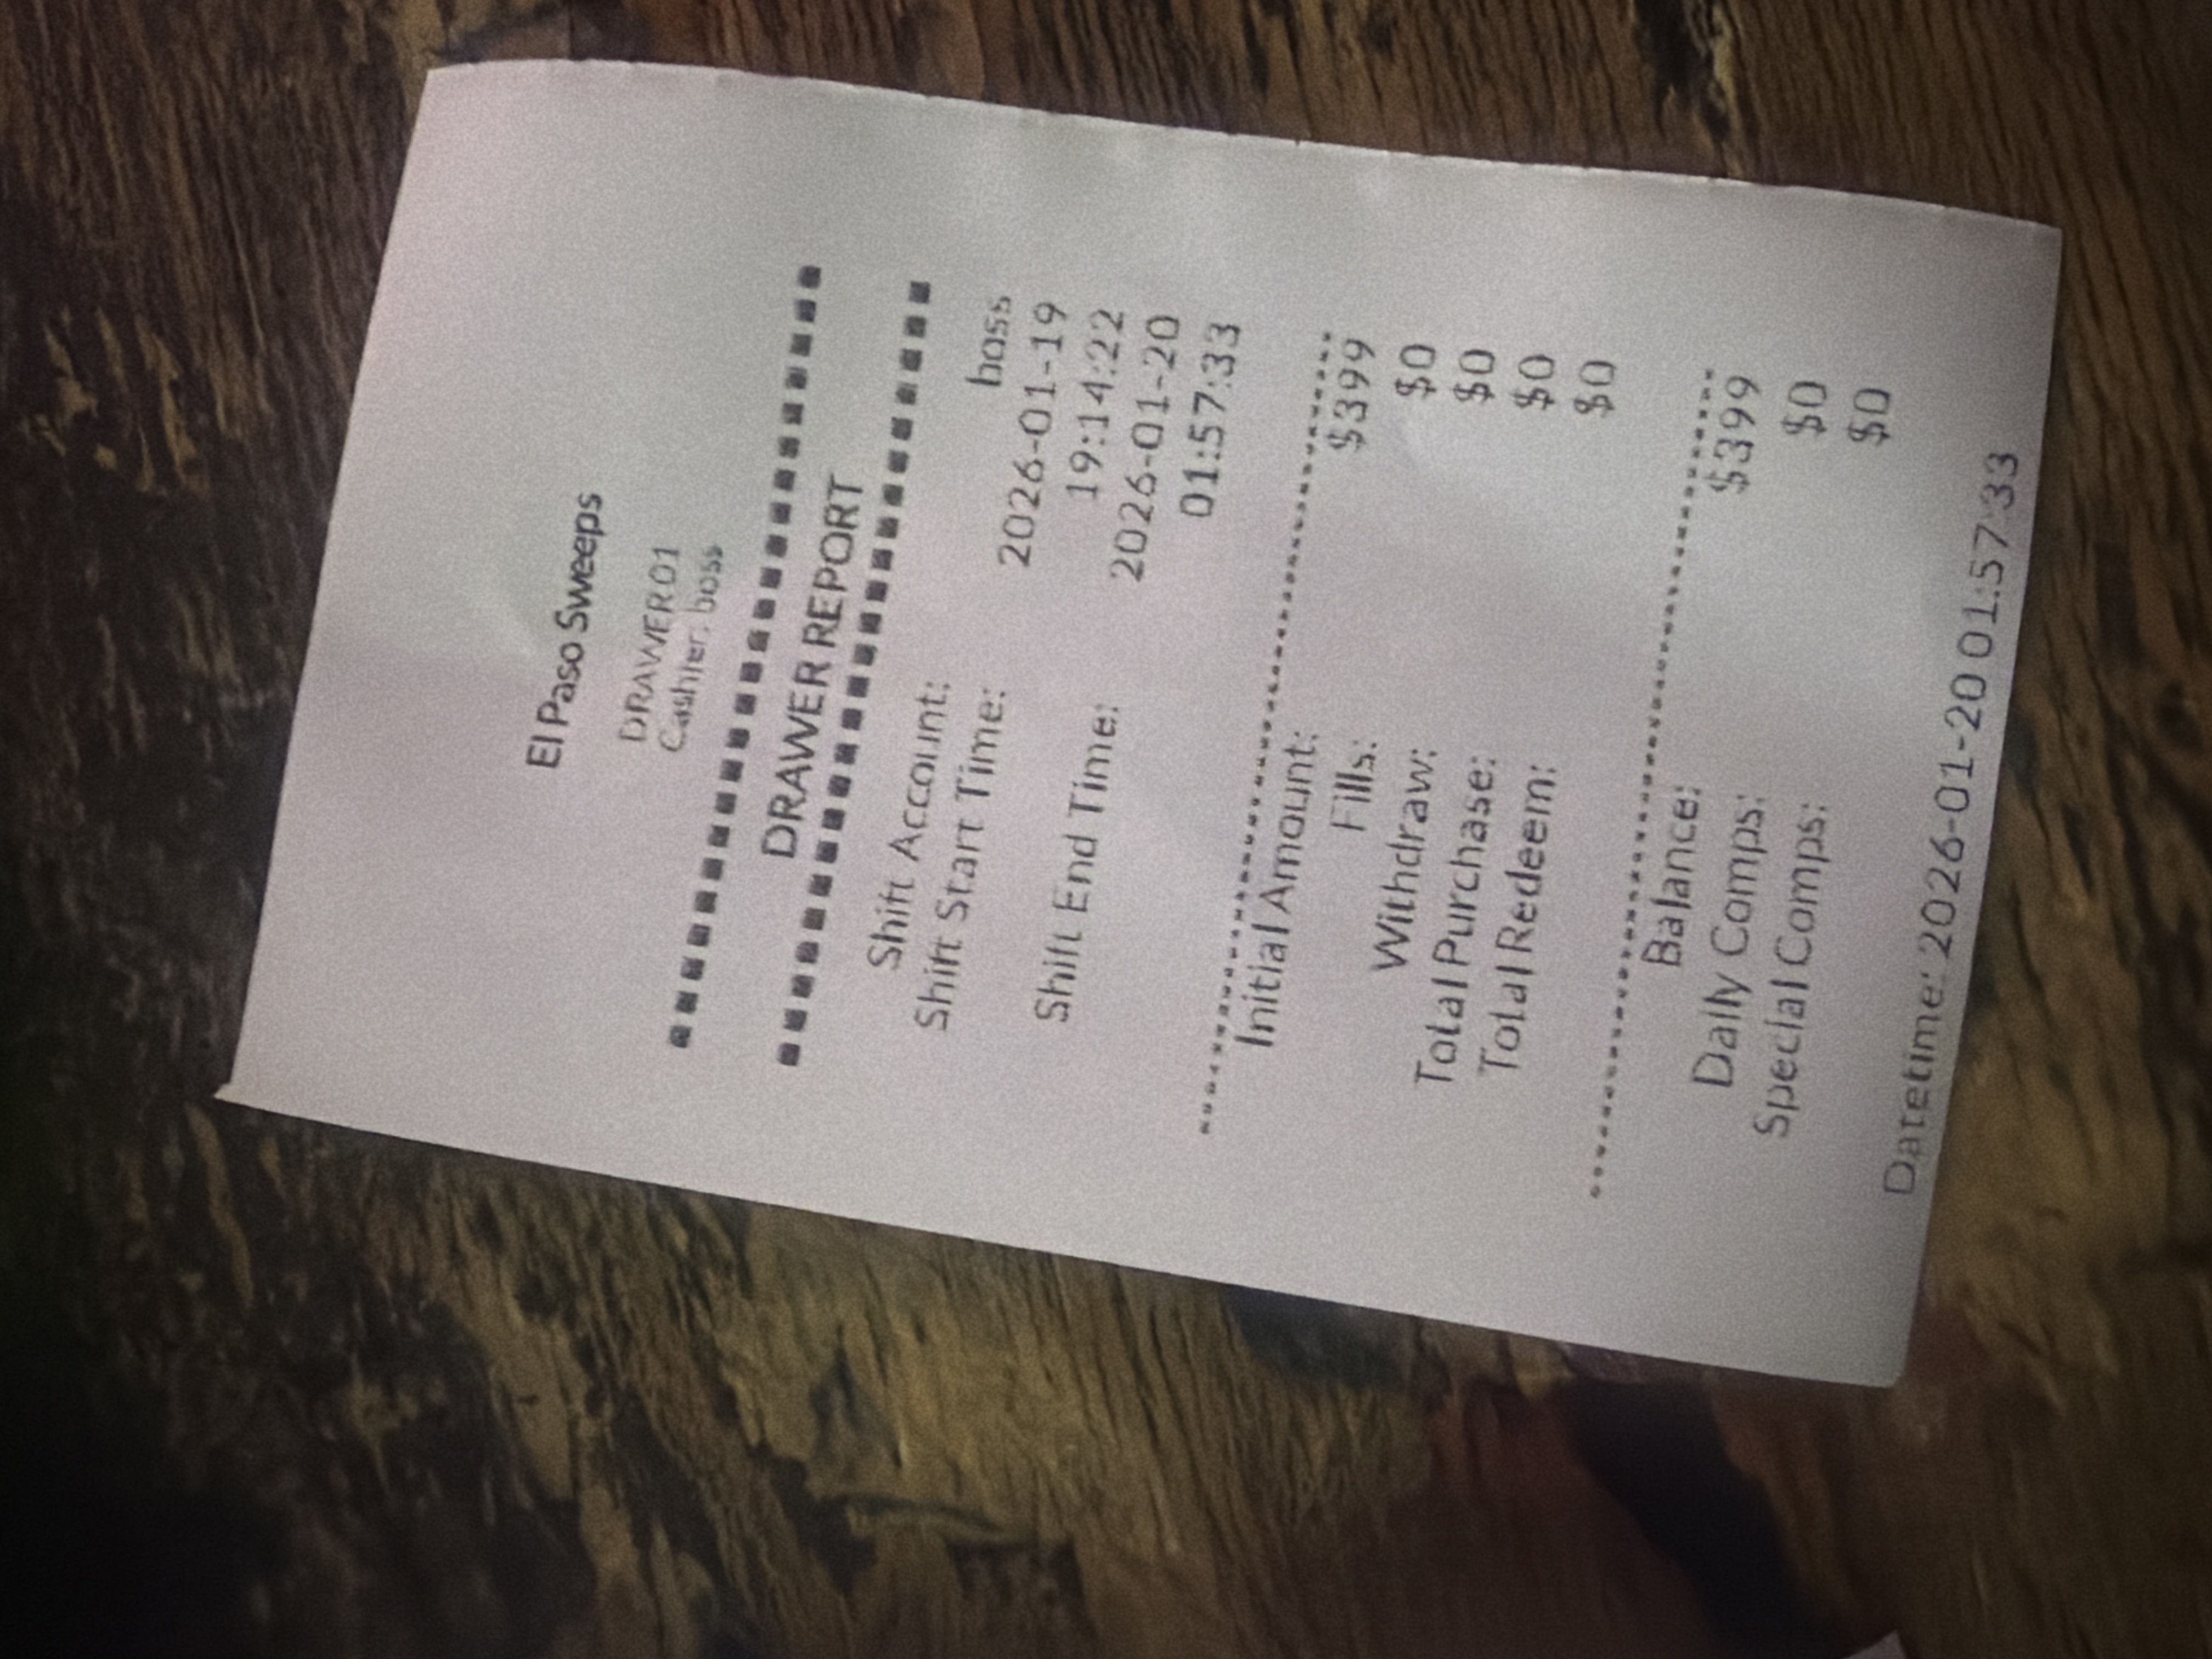 El Paso Sweeps
DRAWER01
Cashier: boss
DRAWER REPORT
Shift Account: boss
Shift Start Time: 2026-01-19
19:14:22
Shift End Time: 2026-01-20
01:57:33
Initial Amount: $399
Fills: $0
Withdraw: $0
Total Purchase: $0
Total Redeem: $0
Balance: $399
Daily Comps: $0
Special Comps: $0
Datetime: 2026-01-20 01:57:33